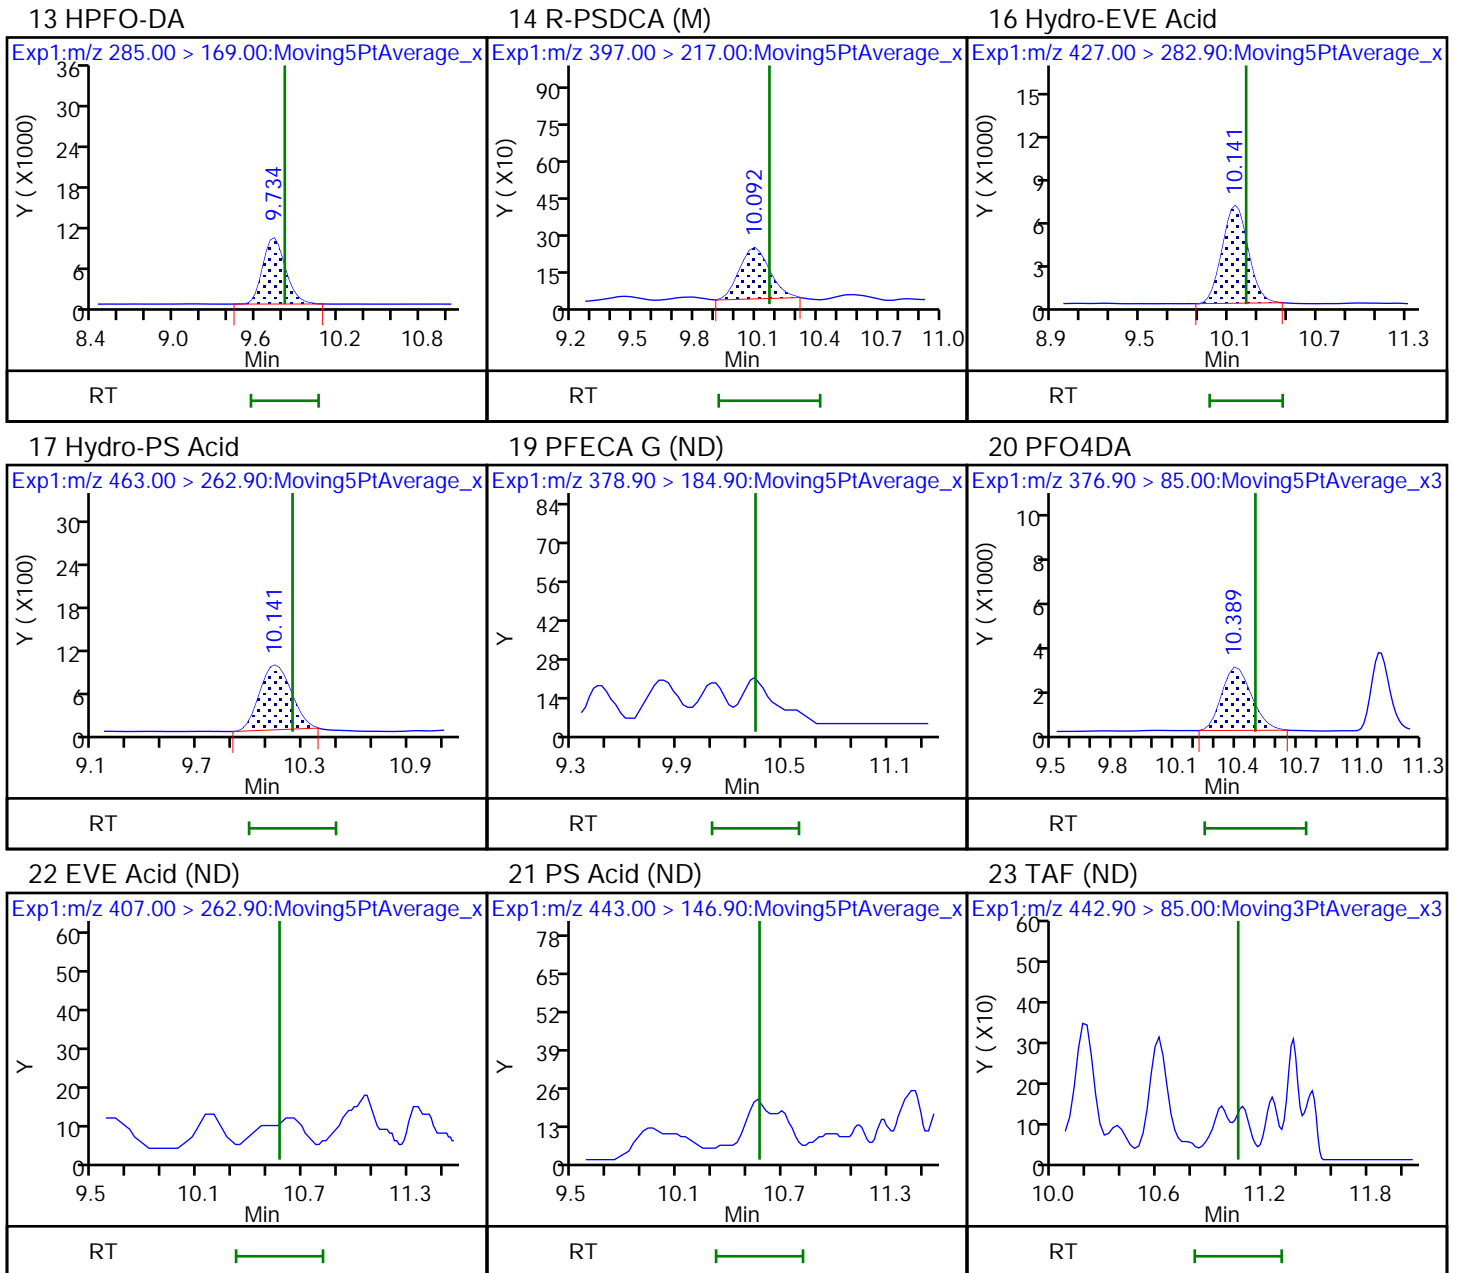 13 HPFO-DA
Exp1:m/z 285.00 > 169.00:Moving5PtAverage_x
Y ( X1000)
36
30
24
18
12
6
0
9.734
8.4 9.0 9.6 10.2 10.8
Min
RT
14 R-PSDCA (M)
Exp1:m/z 397.00 > 217.00:Moving5PtAverage_x
Y ( X10)
90
75
60
45
30
15
0
10.092
9.2 9.5 9.8 10.1 10.4 10.7 11.0
Min
RT
16 Hydro-EVE Acid
Exp1:m/z 427.00 > 282.90:Moving5PtAverage_x
Y ( X1000)
15
12
9
6
3
0
10.141
8.9 9.5 10.1 10.7 11.3
Min
RT
17 Hydro-PS Acid
Exp1:m/z 463.00 > 262.90:Moving5PtAverage_x
Y ( X100)
30
24
18
12
6
0
10.141
9.1 9.7 10.3 10.9
Min
RT
19 PFECA G (ND)
Exp1:m/z 378.90 > 184.90:Moving5PtAverage_x
Y
84
70
56
42
28
14
0
9.3 9.9 10.5 11.1
Min
RT
20 PFO4DA
Exp1:m/z 376.90 > 85.00:Moving5PtAverage_x3
Y ( X1000)
10
8
6
4
2
0
10.389
9.5 9.8 10.1 10.4 10.7 11.0 11.3
Min
RT
22 EVE Acid (ND)
Exp1:m/z 407.00 > 262.90:Moving5PtAverage_x
Y
60
50
40
30
20
10
0
9.5 10.1 10.7 11.3
Min
RT
21 PS Acid (ND)
Exp1:m/z 443.00 > 146.90:Moving5PtAverage_x
Y
78
65
52
39
26
13
0
9.5 10.1 10.7 11.3
Min
RT
23 TAF (ND)
Exp1:m/z 442.90 > 85.00:Moving3PtAverage_x3
Y ( X10)
60
50
40
30
20
10
0
10.0 10.6 11.2 11.8
Min
RT